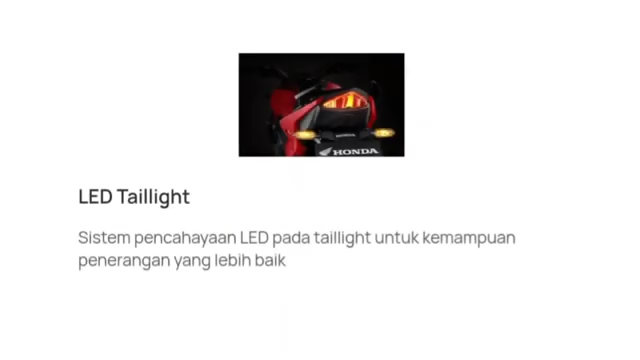 HONDA
LED Taillight
Sistem pencahayaan LED pada taillight untuk kemampuan
penerangan yang lebih baik